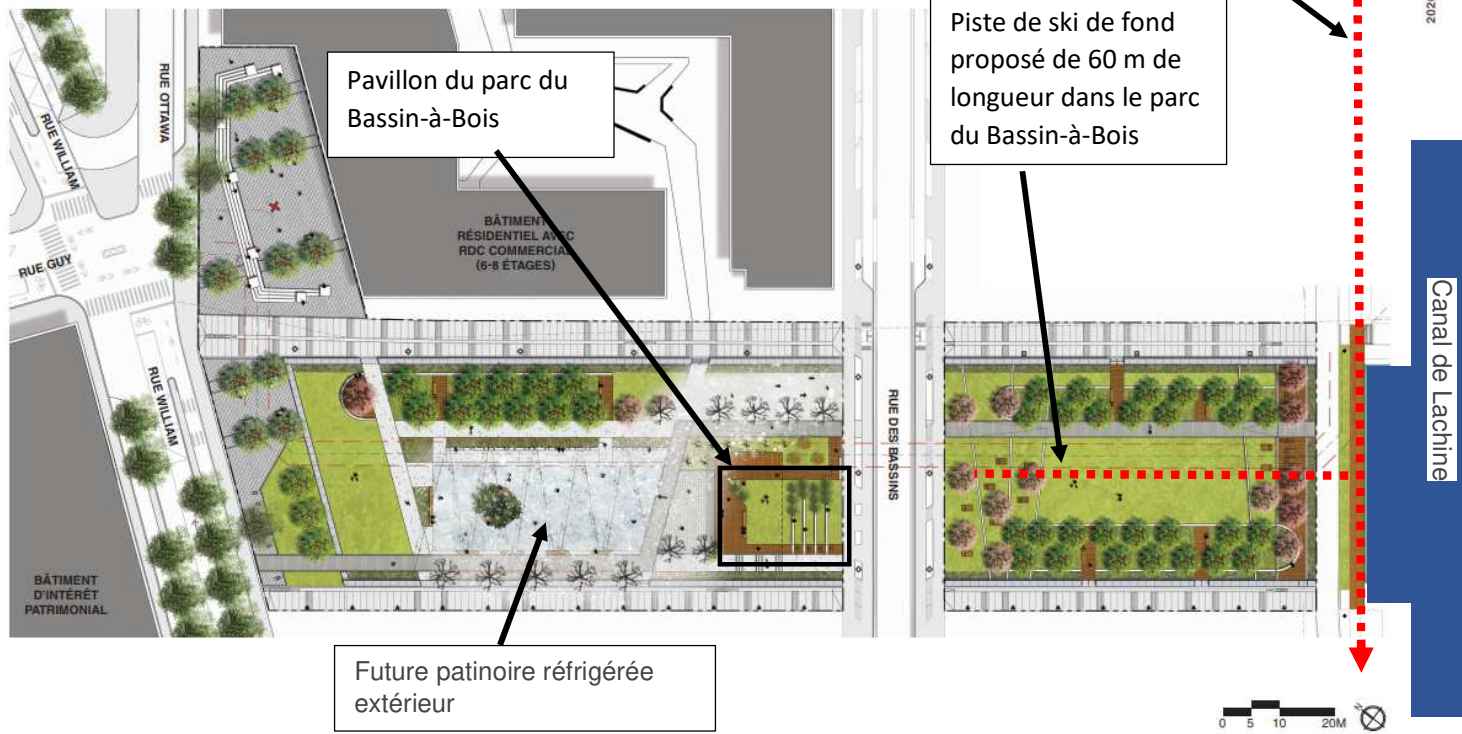 202
RUE OTTAWA
RUE WILLIAM
RUE GUY
RUE WILLIAM
BÂTIMENT
D'INTÉRÊT
PATRIMONIAL
Pavillon du parc du
Bassin-à-Bois
BÂTIMENT
RÉSIDENTIEL AVEC
RDC COMMERCIAL
(6-8 ÉTAGES)
Piste de ski de fond
proposé de 60 m de
longueur dans le parc
du Bassin-à-Bois
RUE DES BASSINS
Canal de Lachine
Future patinoire réfrigérée
extérieur
0 5 10 20M
N